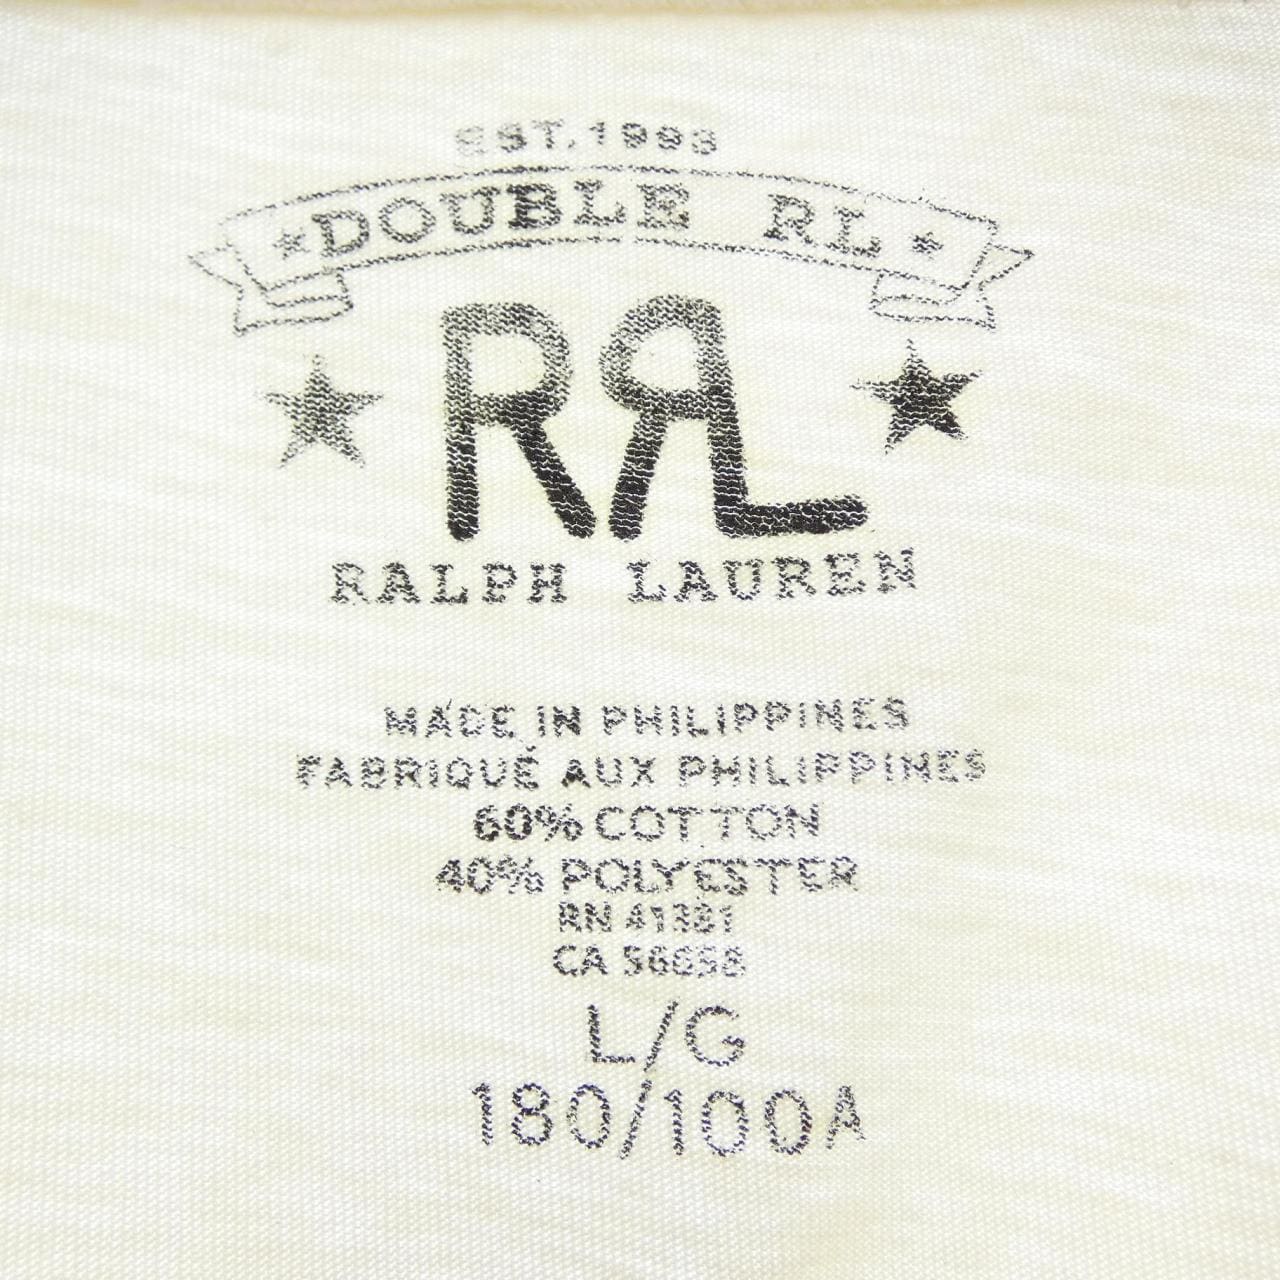 EST. 1993
★DOUBLE RL★
RRL
RALPH LAUREN
MADE IN PHILIPPINES
FABRIQUÉ AUX PHILIPPINES
60% COTTON
40% POLYESTER
RN 41381
CA 56658
L/G
180/100A